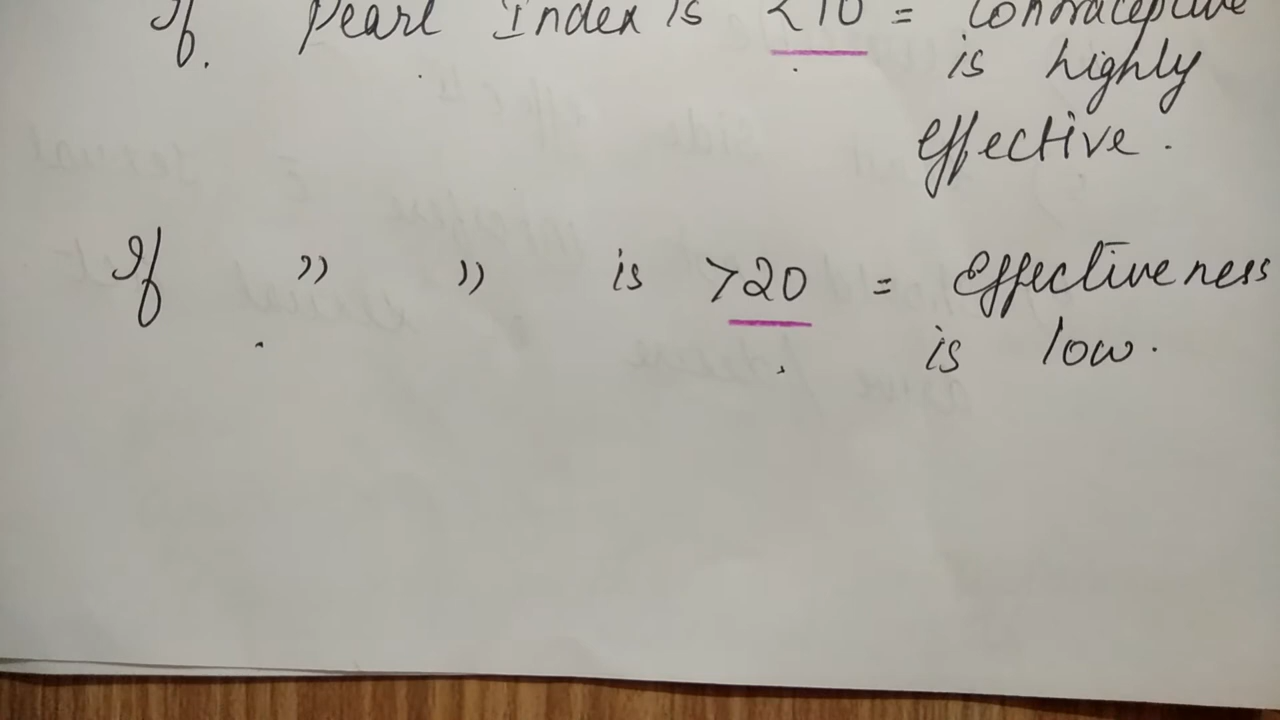 If Pearl Index is <10 = Contraceptive
is highly
effective.
If " " is >20 = Effectiveness
is low.